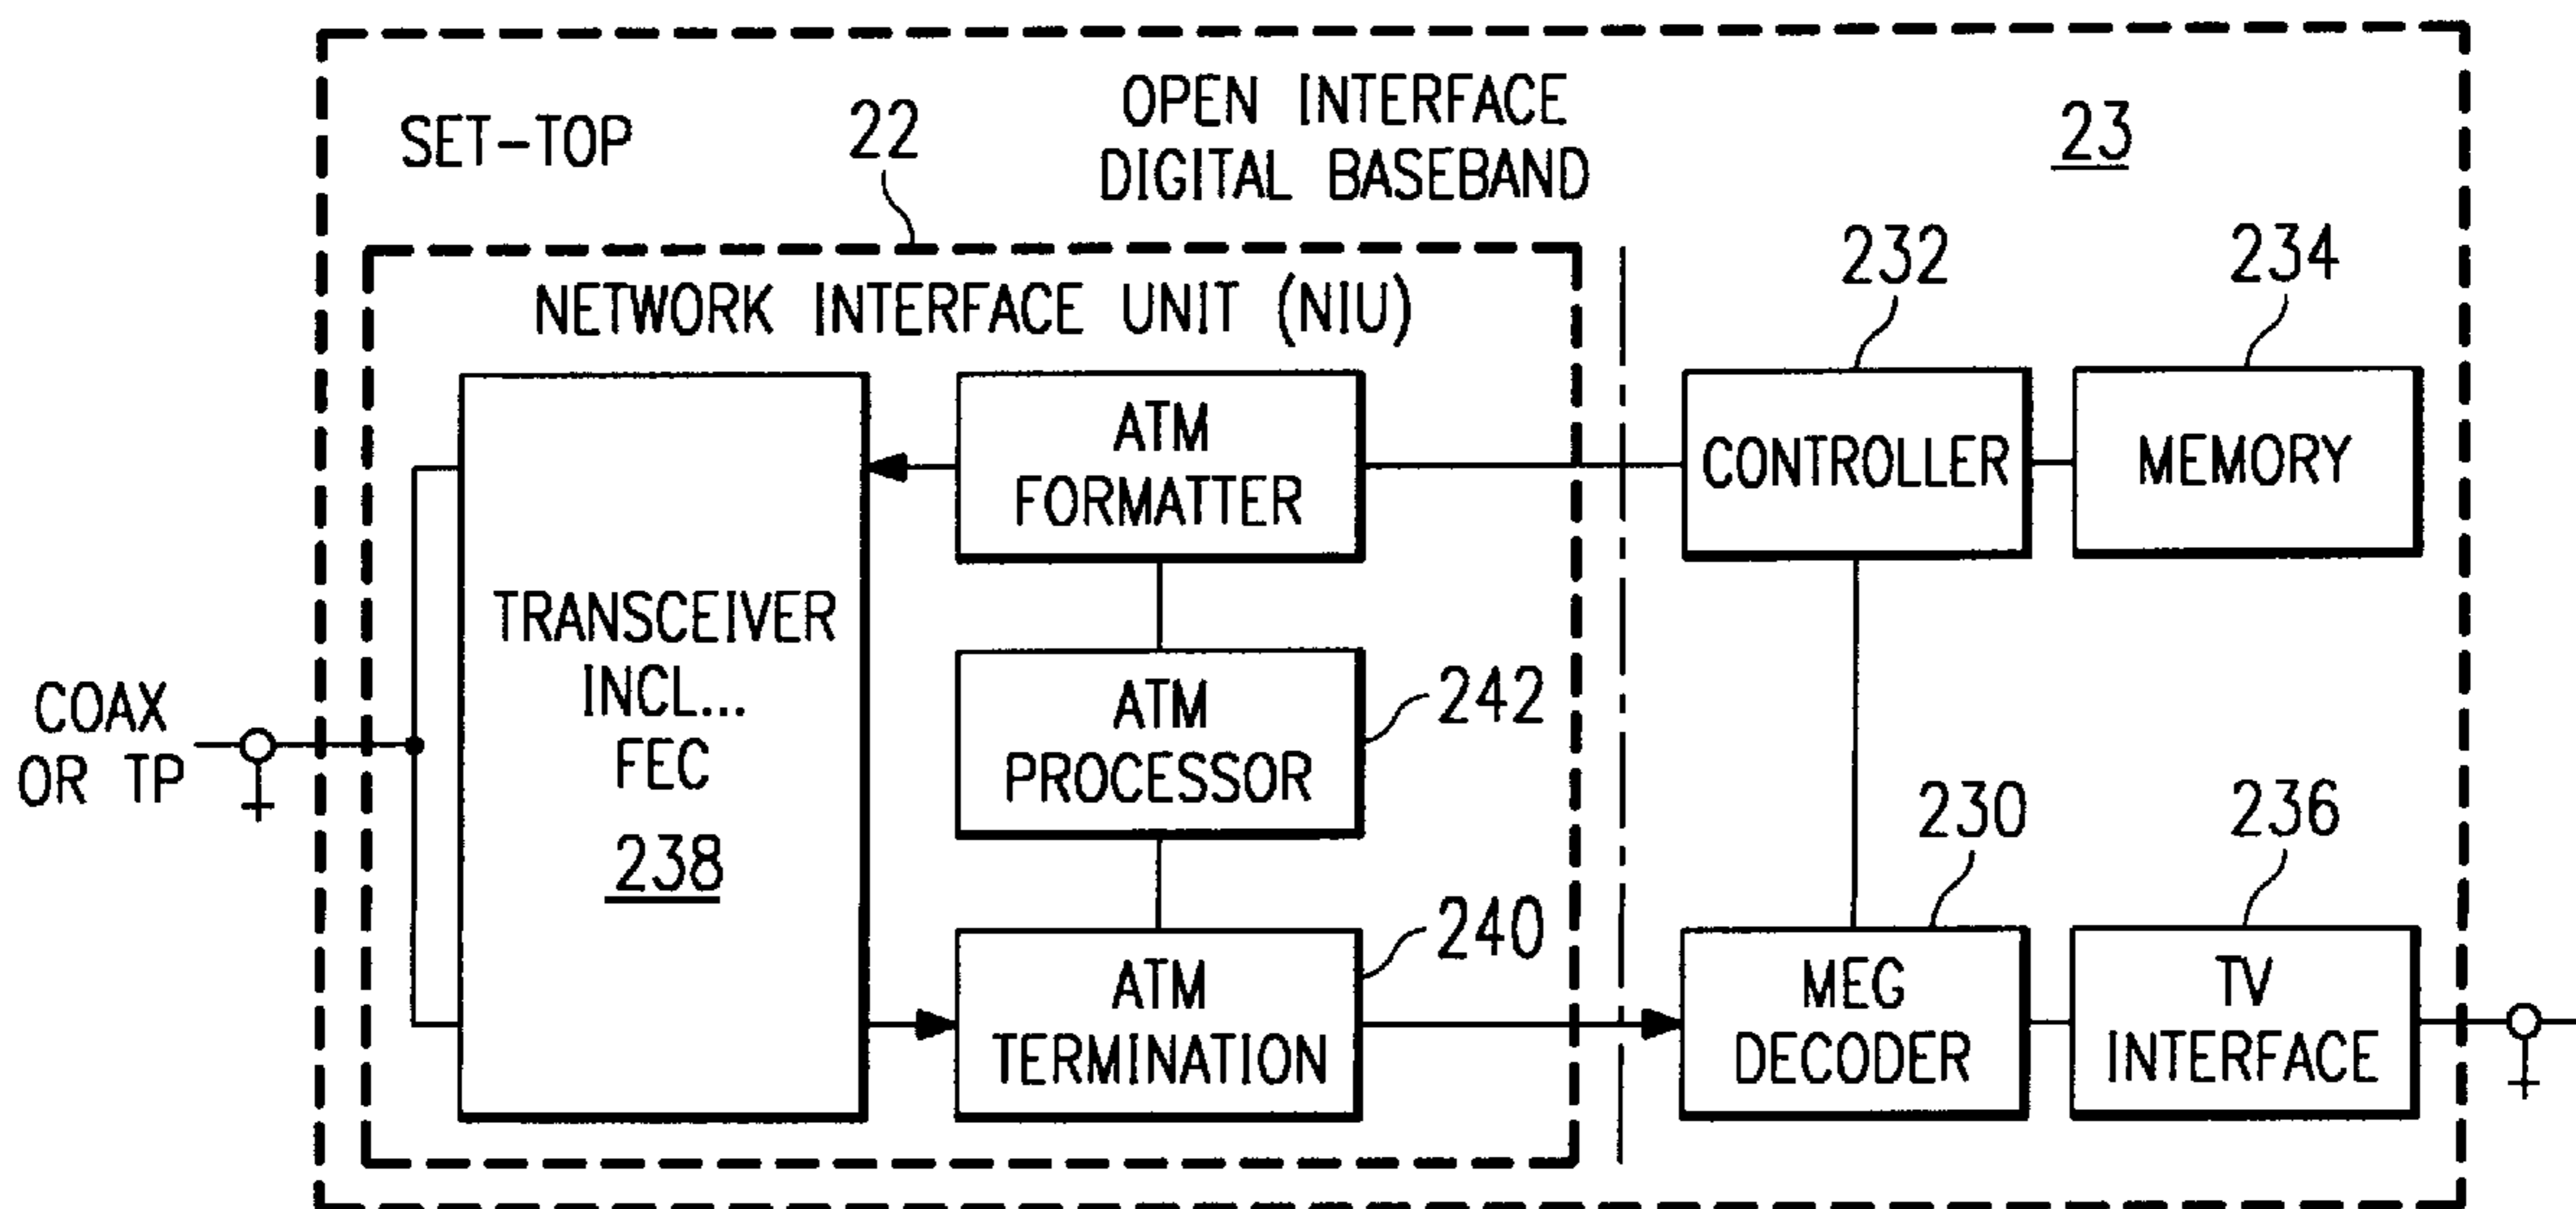 SET-TOP
22
OPEN INTERFACE
DIGITAL BASEBAND
23
NETWORK INTERFACE UNIT (NIU)
232
234
ATM
FORMATTER
CONTROLLER
MEMORY
TRANSCEIVER
INCL...
FEC
238
ATM
PROCESSOR
242
COAX
OR TP
230
236
240
ATM
TERMINATION
MEG
DECODER
TV
INTERFACE